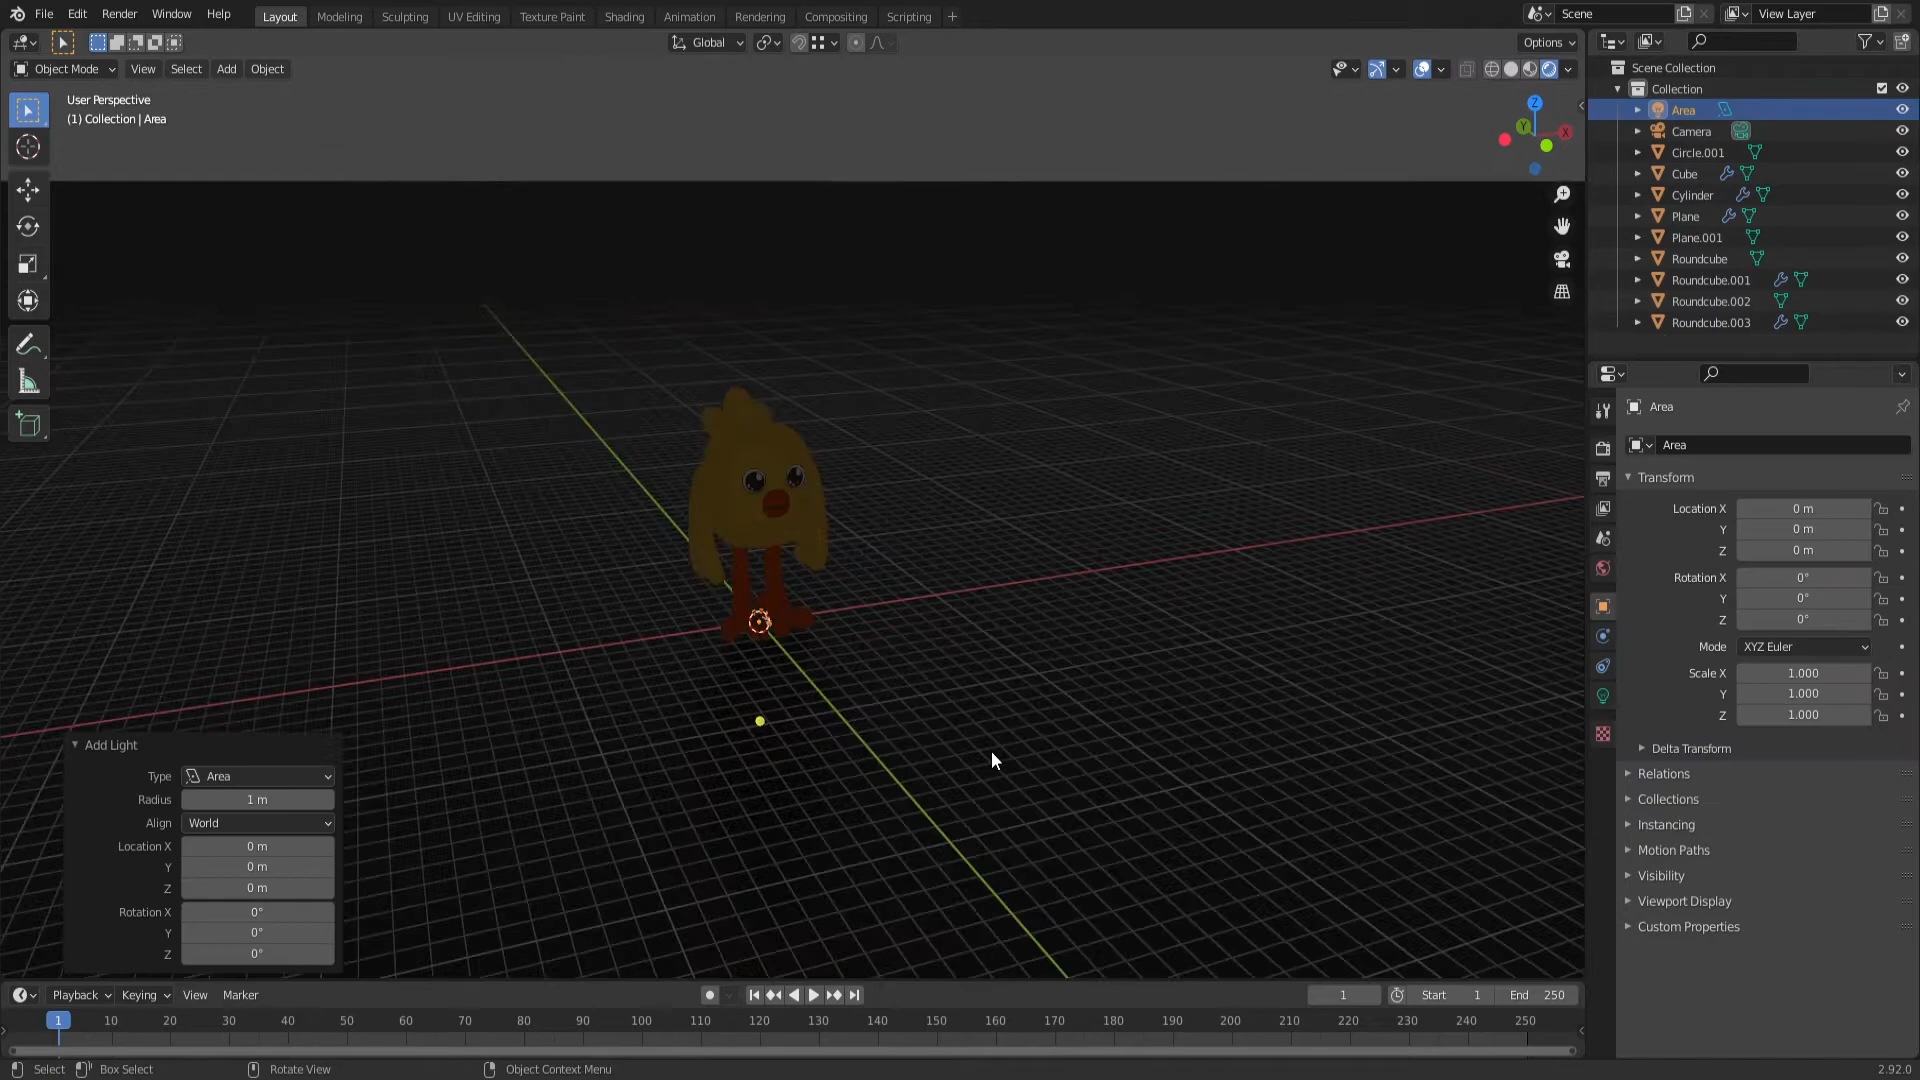 File Edit Render Window Help Layout Modeling Sculpting UV Editing Texture Paint Shading Animation Rendering Compositing Scripting Scene View Layer
Global Options
Object Mode View Select Add Object
User Perspective
(1) Collection | Area
Z
Y
X
Scene Collection
Collection
Area
Camera
Circle.001
Cube
Cylinder
Plane
Plane.001
Roundcube
Roundcube.001
Roundcube.002
Roundcube.003
Area
Area
Transform
Location X 0 m
Y 0 m
Z 0 m
Rotation X 0°
Y 0°
Z 0°
Mode XYZ Euler
Scale X 1.000
Y 1.000
Z 1.000
Delta Transform
Relations
Collections
Instancing
Motion Paths
Visibility
Viewport Display
Custom Properties
Add Light
Type Area
Radius 1 m
Align World
Location X 0 m
Y 0 m
Z 0 m
Rotation X 0°
Y 0°
Z 0°
Playback Keying View Marker 1 Start 1 End 250
1 10 20 30 40 50 60 70 80 90 100 110 120 130 140 150 160 170 180 190 200 210 220 230 240 250
Select Box Select Rotate View Object Context Menu 2.92.0